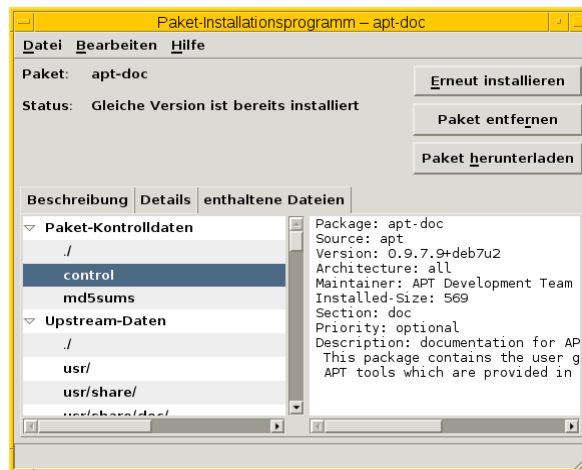 Paket-Installationsprogramm – apt-doc
Datei Bearbeiten Hilfe
Paket: apt-doc
Erneut installieren
Status: Gleiche Version ist bereits installiert
Paket entfernen
Paket herunterladen
Beschreibung Details enthaltene Dateien
Paket-Kontrolldaten
./
control
md5sums
Upstream-Daten
./
usr/
usr/share/
usr/share/doc/
Package: apt-doc
Source: apt
Version: 0.9.7.9+deb7u2
Architecture: all
Maintainer: APT Development Team
Installed-Size: 569
Section: doc
Priority: optional
Description: documentation for AP
This package contains the user g
APT tools which are provided in